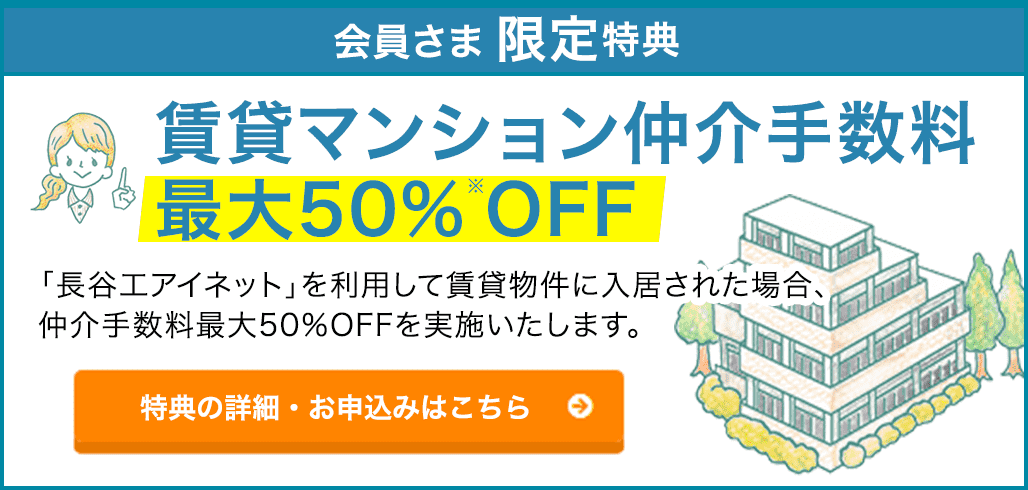 会員さま 限定特典
賃貸マンション仲介手数料
最大50%※OFF
「長谷工アイネット」を利用して賃貸物件に入居された場合、
仲介手数料最大50%OFFを実施いたします。
特典の詳細・お申込みはこちら